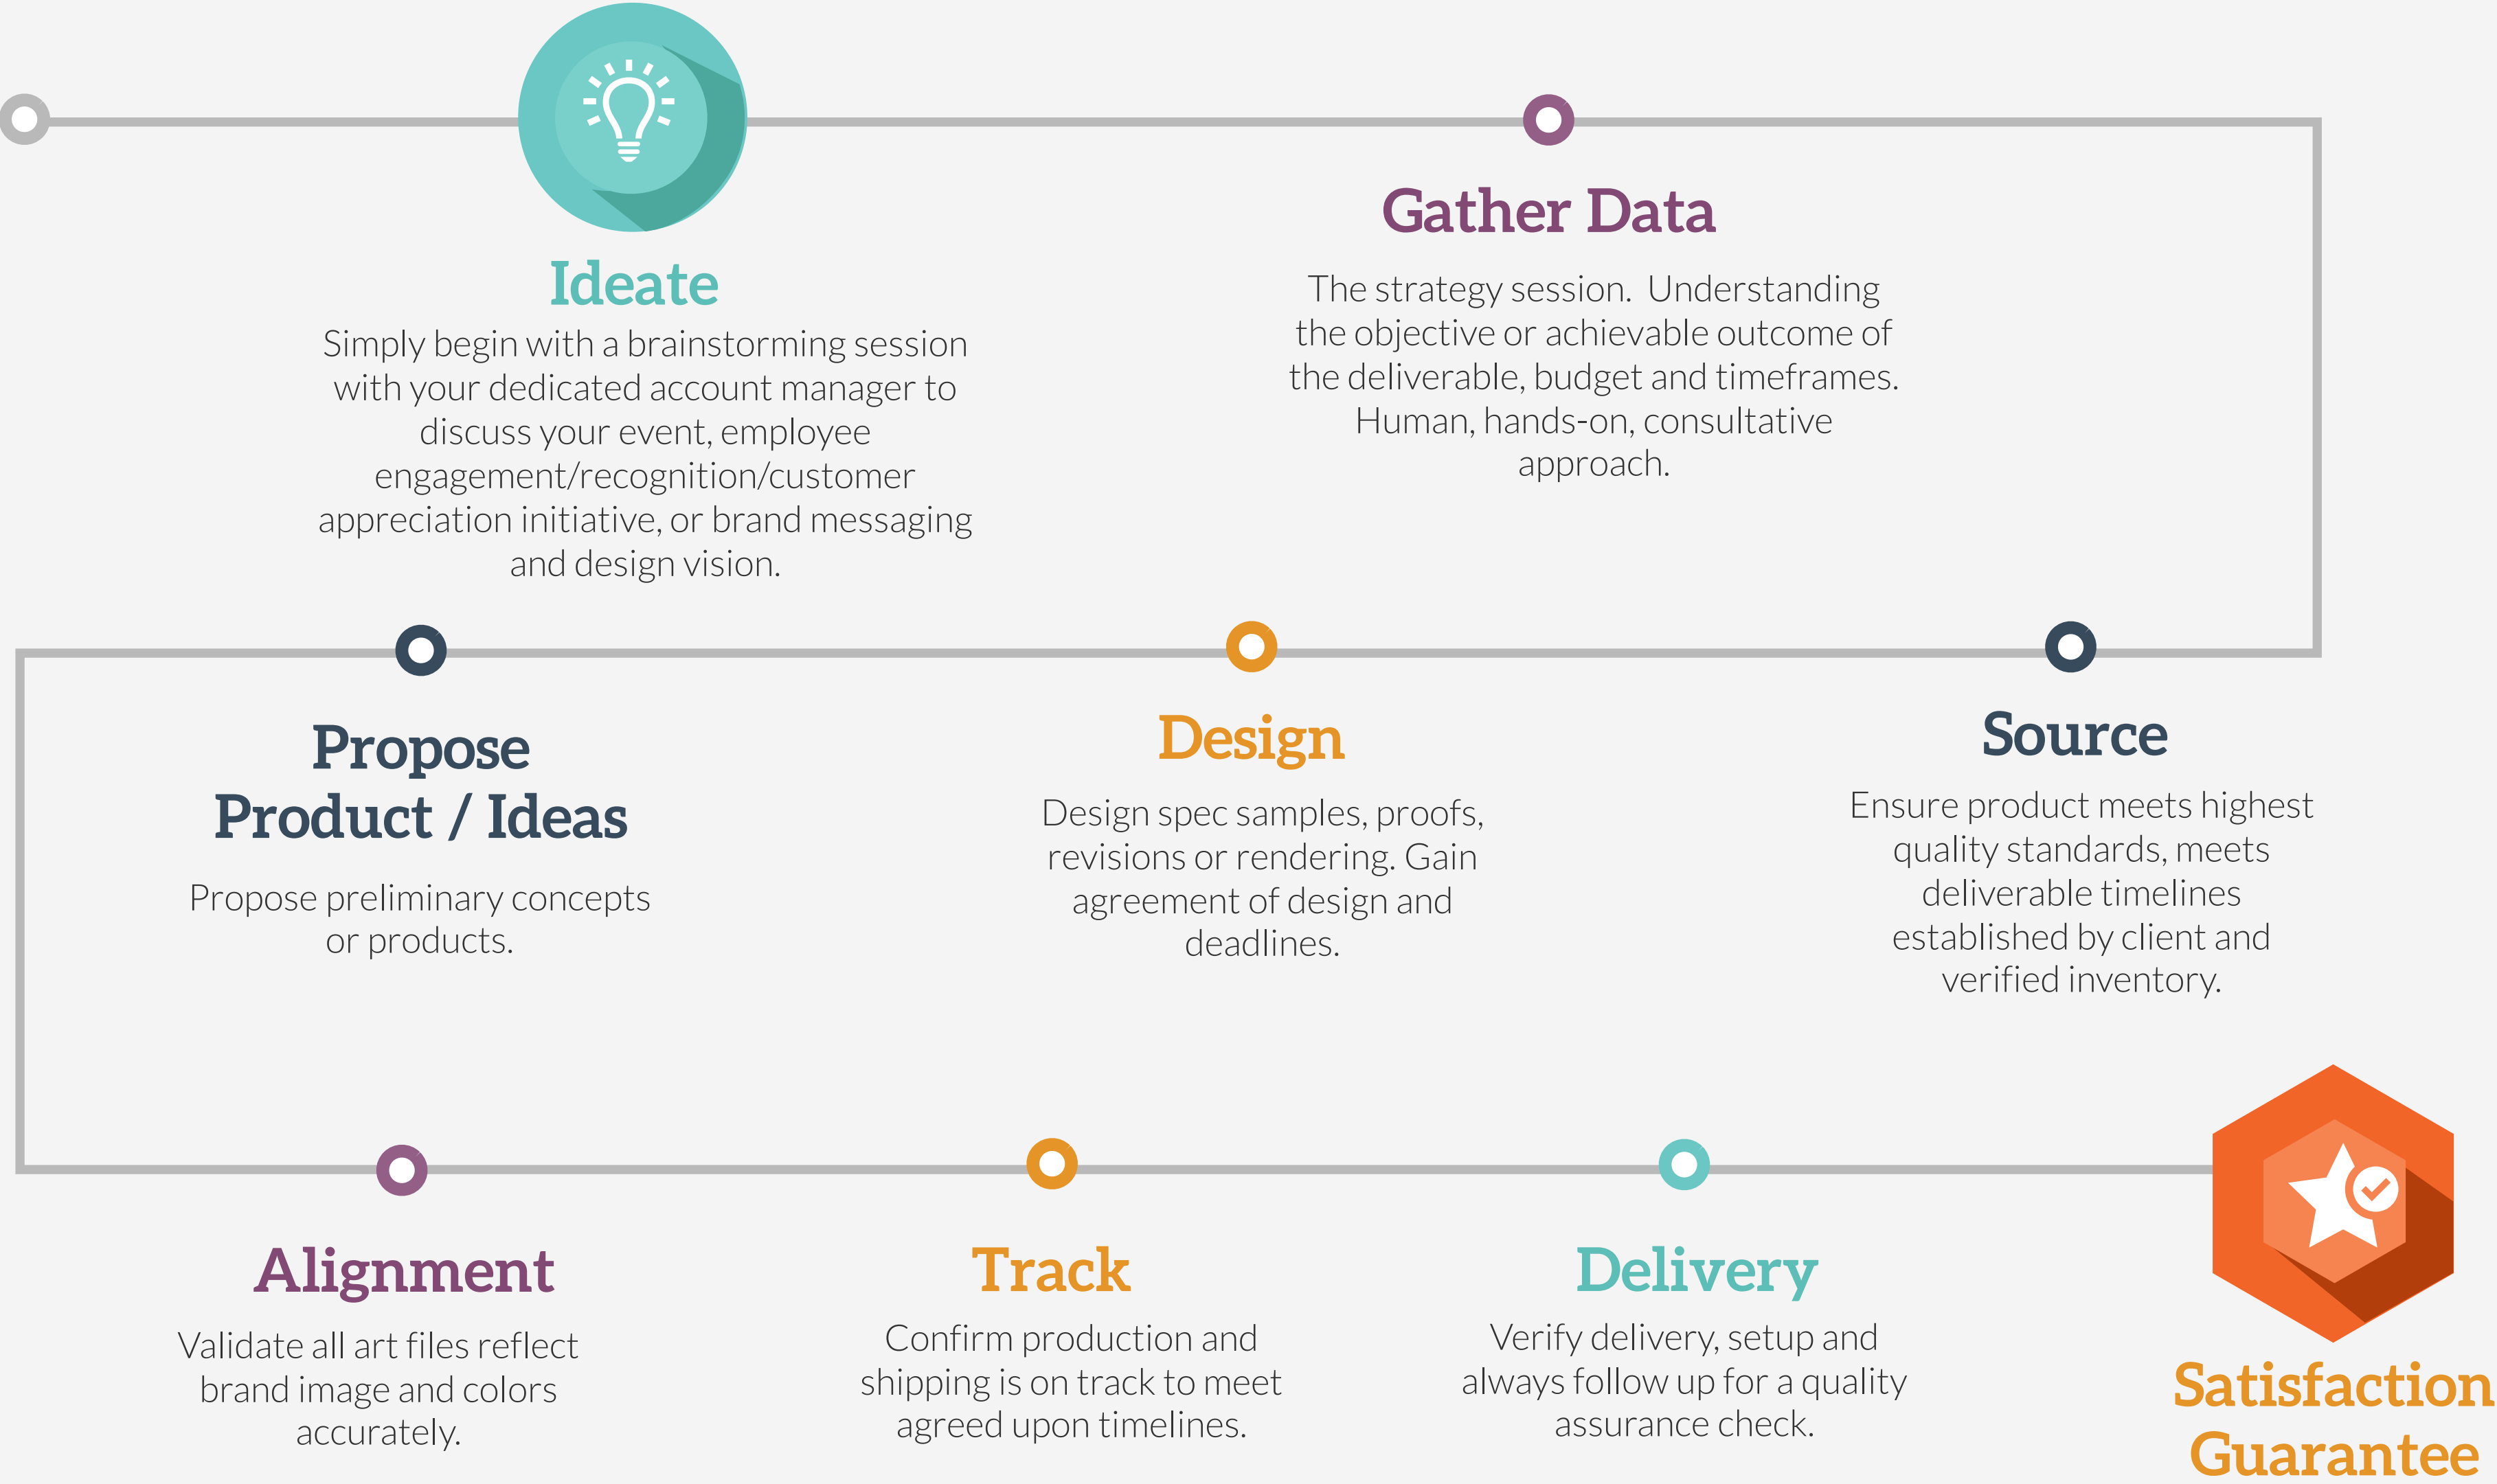 Ideate
Simply begin with a brainstorming session
with your dedicated account manager to
discuss your event, employee
engagement/recognition/customer
appreciation initiative, or brand messaging
and design vision.
Gather Data
The strategy session.  Understanding
the objective or achievable outcome of
the deliverable, budget and timeframes.
Human, hands-on, consultative
approach.
Propose
Product / Ideas
Propose preliminary concepts
or products.
Design
Design spec samples, proofs,
revisions or rendering. Gain
agreement of design and
deadlines.
Source
Ensure product meets highest
quality standards, meets
deliverable timelines
established by client and
verified inventory.
Alignment
Validate all art files reflect
brand image and colors
accurately.
Track
Confirm production and
shipping is on track to meet
agreed upon timelines.
Delivery
Verify delivery, setup and
always follow up for a quality
assurance check.
Satisfaction
Guarantee